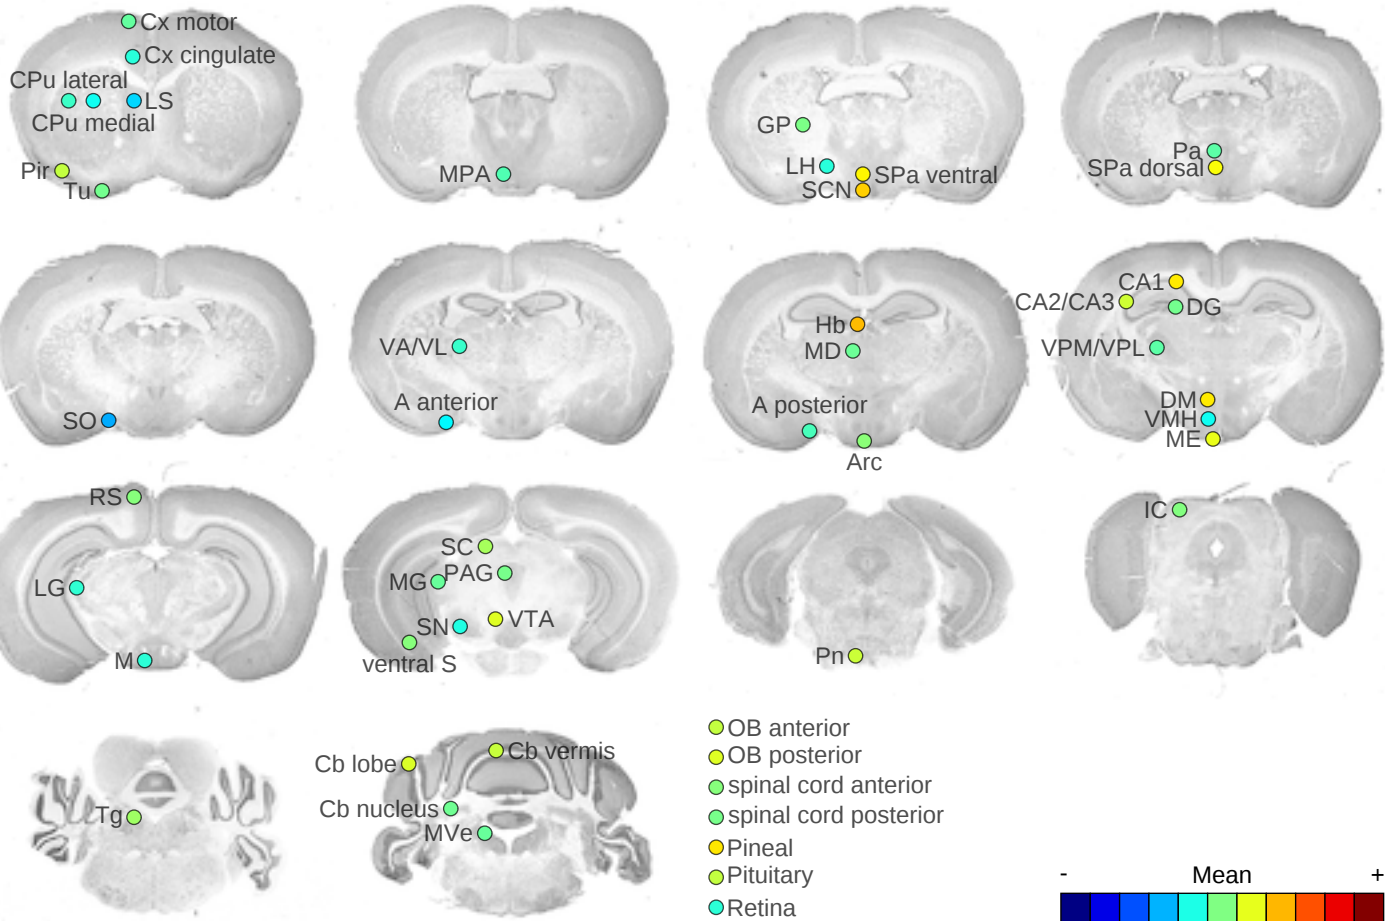 Cx motor
Cx cingulate
CPu lateral
LS
CPu medial
Pir
Tu
MPA
GP
LH
SPa ventral
SCN
Pa
SPa dorsal
SO
VA/VL
A anterior
Hb
MD
A posterior
Arc
CA1
CA2/CA3
DG
VPM/VPL
DM
VMH
ME
RS
LG
M
SC
MG
PAG
SN
VTA
ventral S
Pn
IC
Tg
Cb lobe
Cb vermis
Cb nucleus
MVe
OB anterior
OB posterior
spinal cord anterior
spinal cord posterior
Pineal
Pituitary
Retina
- Mean +